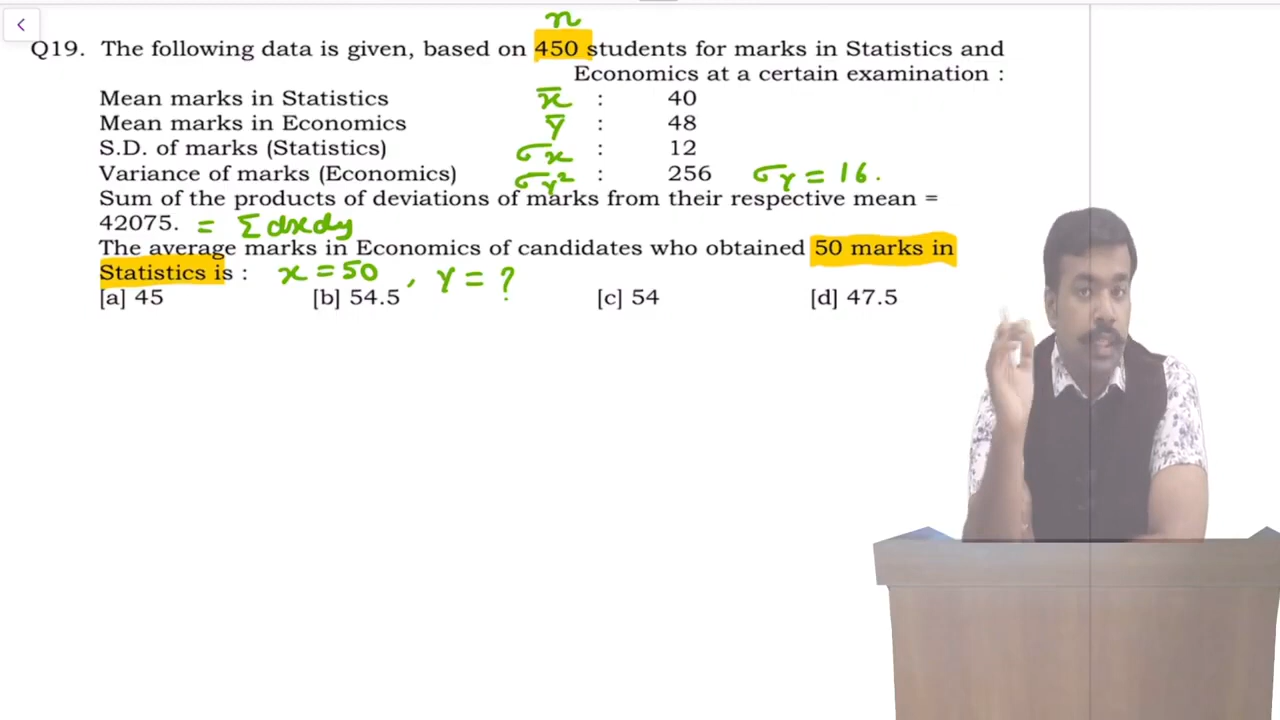 n
Q19. The following data is given, based on 450 students for marks in Statistics and
Economics at a certain examination :
Mean marks in Statistics x̄ : 40
Mean marks in Economics ȳ : 48
S.D. of marks (Statistics) σx : 12
Variance of marks (Economics) σy² : 256 σy = 16.
Sum of the products of deviations of marks from their respective mean =
42075. = Σdxdy
The average marks in Economics of candidates who obtained 50 marks in
Statistics is : x = 50 , y = ?
[a] 45 [b] 54.5 [c] 54 [d] 47.5